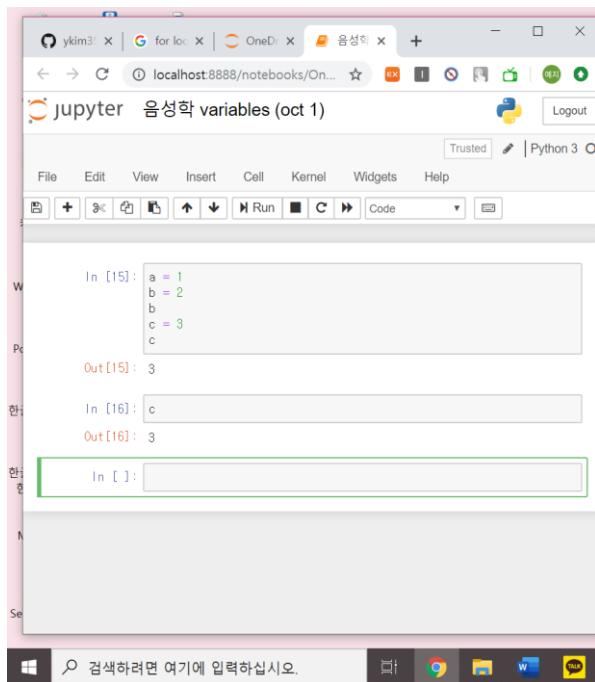 ykim3
for loc
OneDr
음성학
localhost:8888/notebooks/On...
예지
jupyter 음성학 variables (oct 1)
Logout
Trusted
Python 3
File Edit View Insert Cell Kernel Widgets Help
Run
Code
In [15]:
a = 1
b = 2
b
c = 3
c
Out[15]: 3
In [16]: c
Out[16]: 3
In [ ]:
검색하려면 여기에 입력하십시오.
TALK